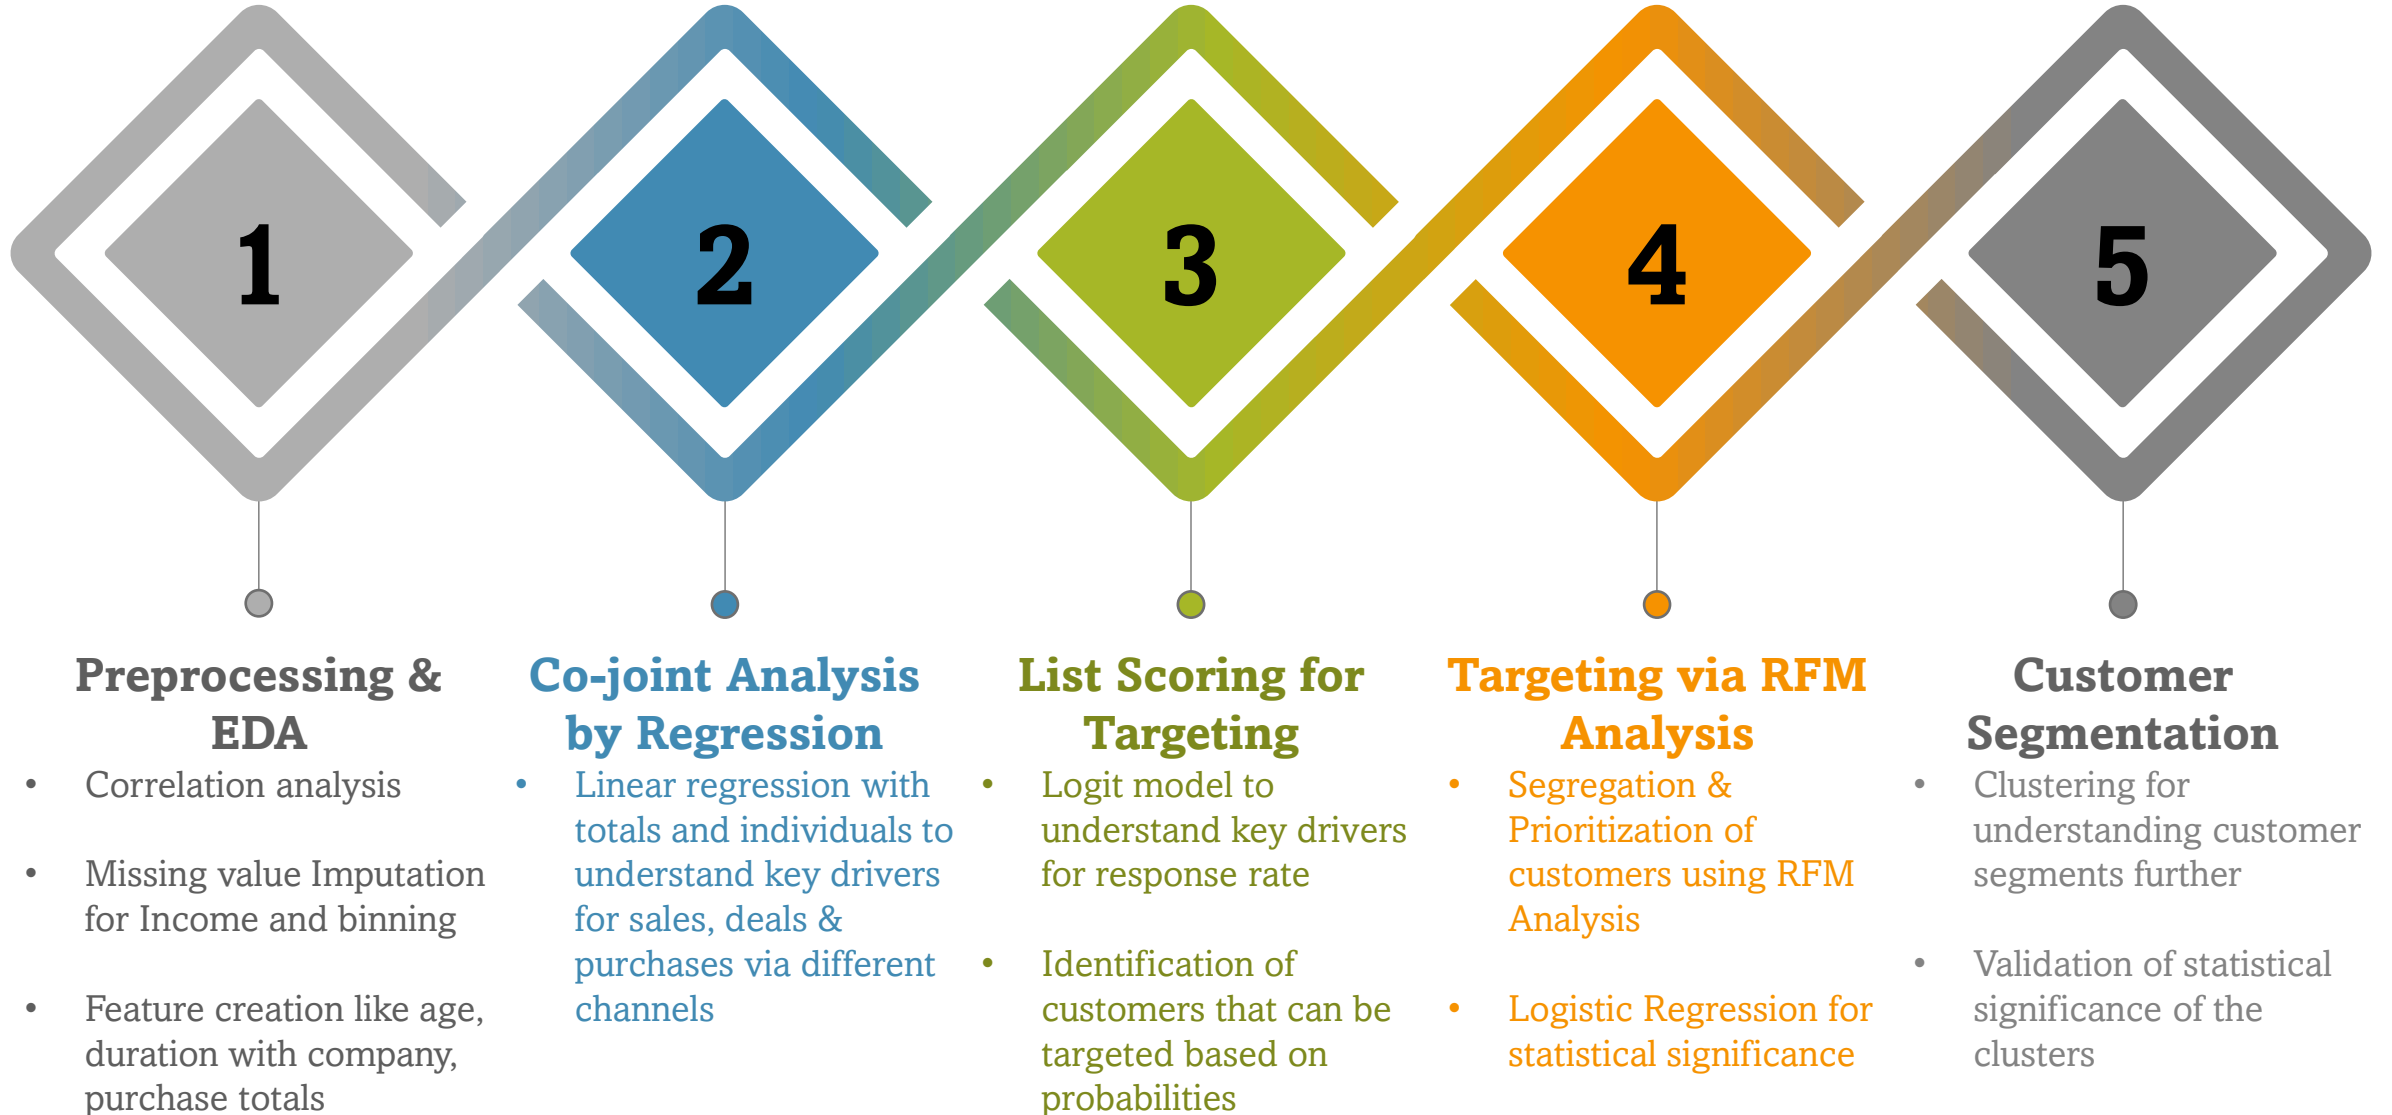 1
2
3
4
5
Preprocessing &
EDA
• Correlation analysis
• Missing value Imputation
for Income and binning
• Feature creation like age,
duration with company,
purchase totals
Co-joint Analysis
by Regression
• Linear regression with
totals and individuals to
understand key drivers
for sales, deals &
purchases via different
channels
List Scoring for
Targeting
• Logit model to
understand key drivers
for response rate
• Identification of
customers that can be
targeted based on
probabilities
Targeting via RFM
Analysis
• Segregation &
Prioritization of
customers using RFM
Analysis
• Logistic Regression for
statistical significance
Customer
Segmentation
• Clustering for
understanding customer
segments further
• Validation of statistical
significance of the
clusters